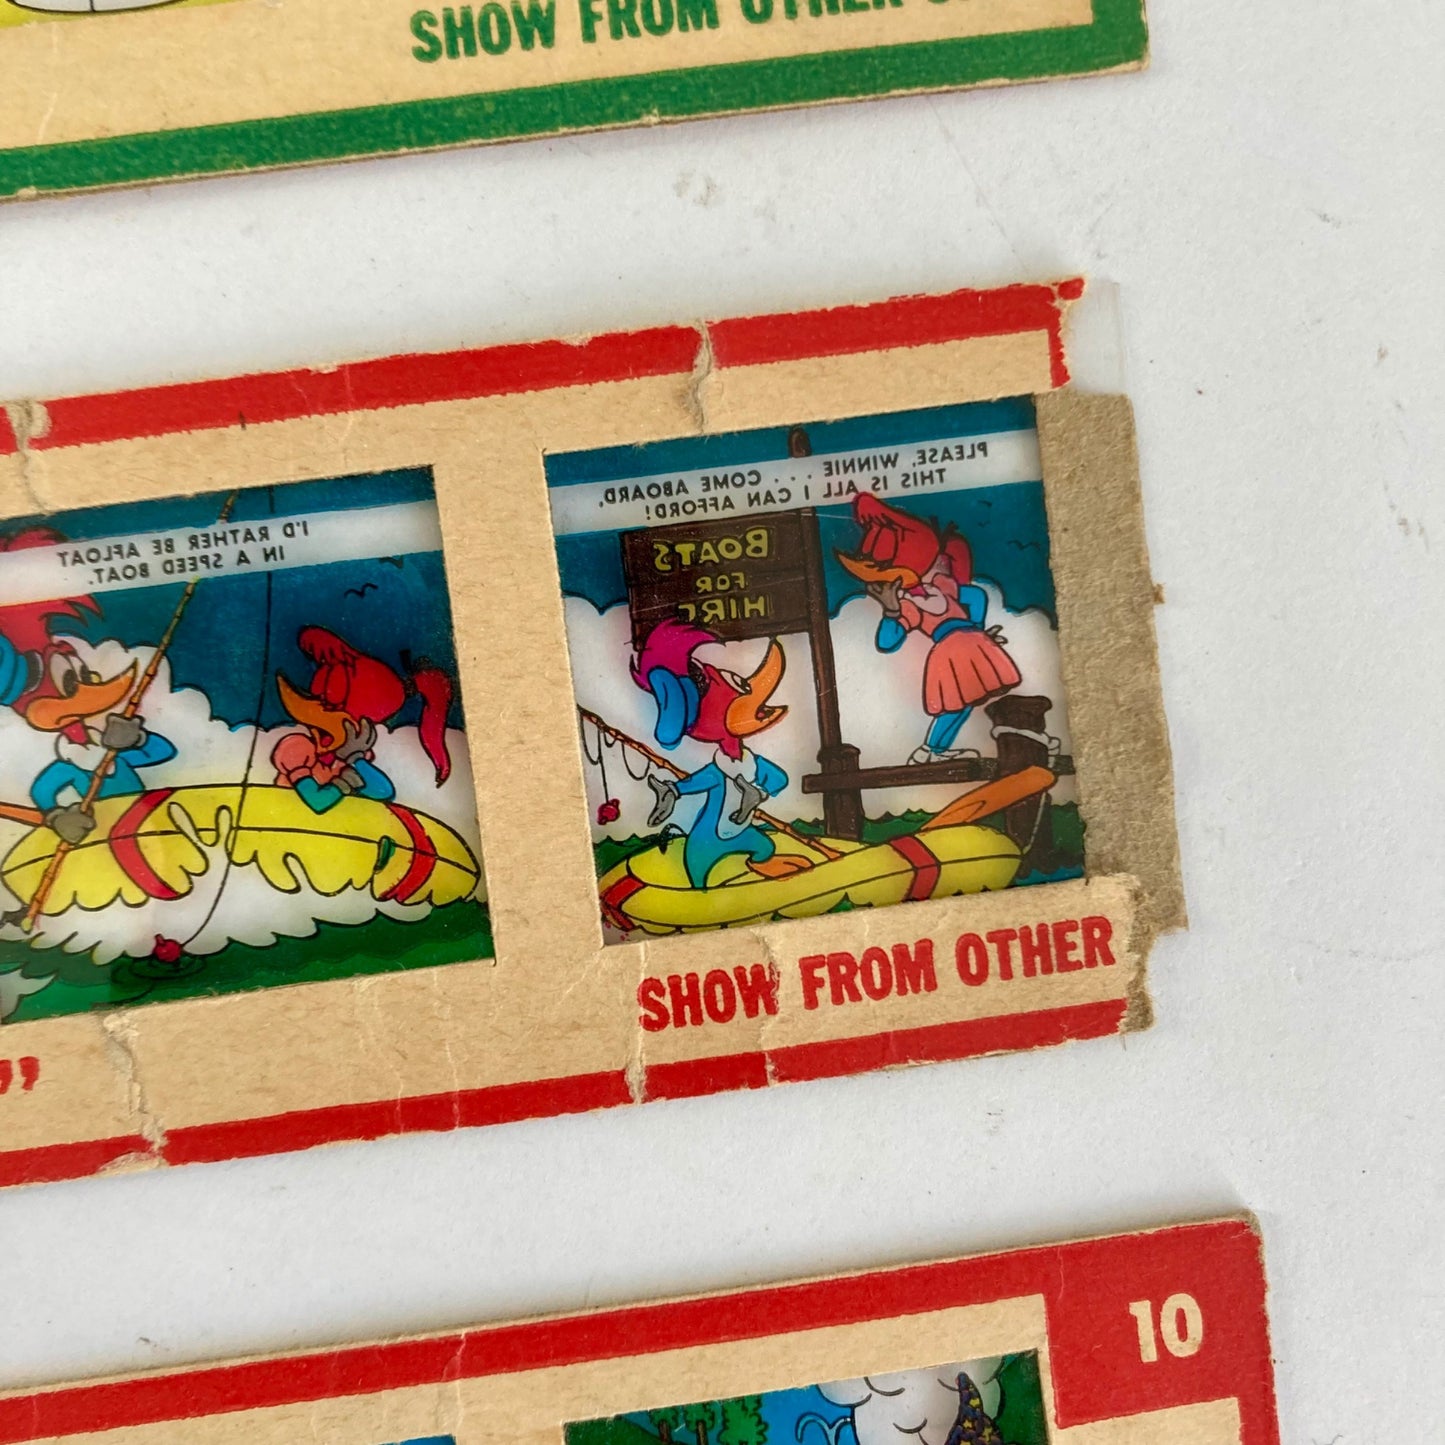 SHOW FROM OTHER
I'D RATHER BE AFLOAT
IN A SPEED BOAT.
PLEASE, WINNIE . . . COME ABOARD,
THIS IS ALL I CAN AFFORD!
BOATS
FOR
HIRE
SHOW FROM OTHER
"
10